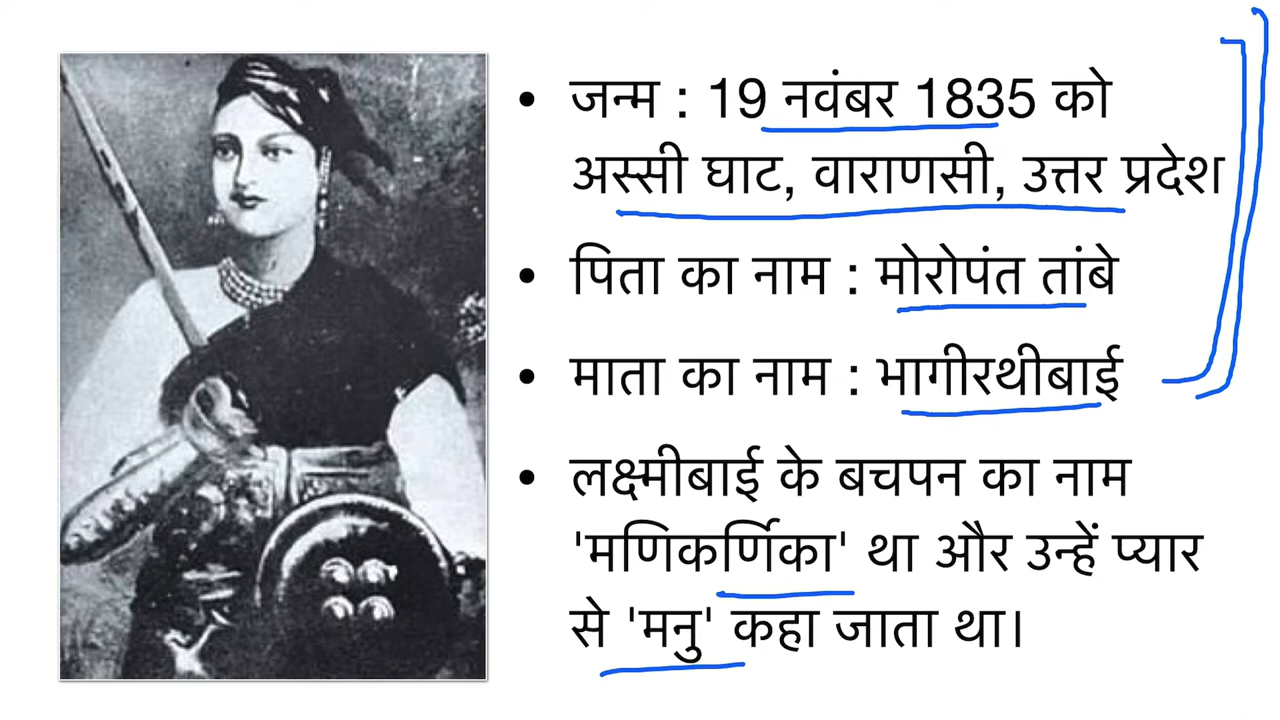 • जन्म : 19 नवंबर 1835 को
अस्सी घाट, वाराणसी, उत्तर प्रदेश
• पिता का नाम : मोरोपंत तांबे
• माता का नाम : भागीरथीबाई
• लक्ष्मीबाई के बचपन का नाम
'मणिकर्णिका' था और उन्हें प्यार
से 'मनु' कहा जाता था।